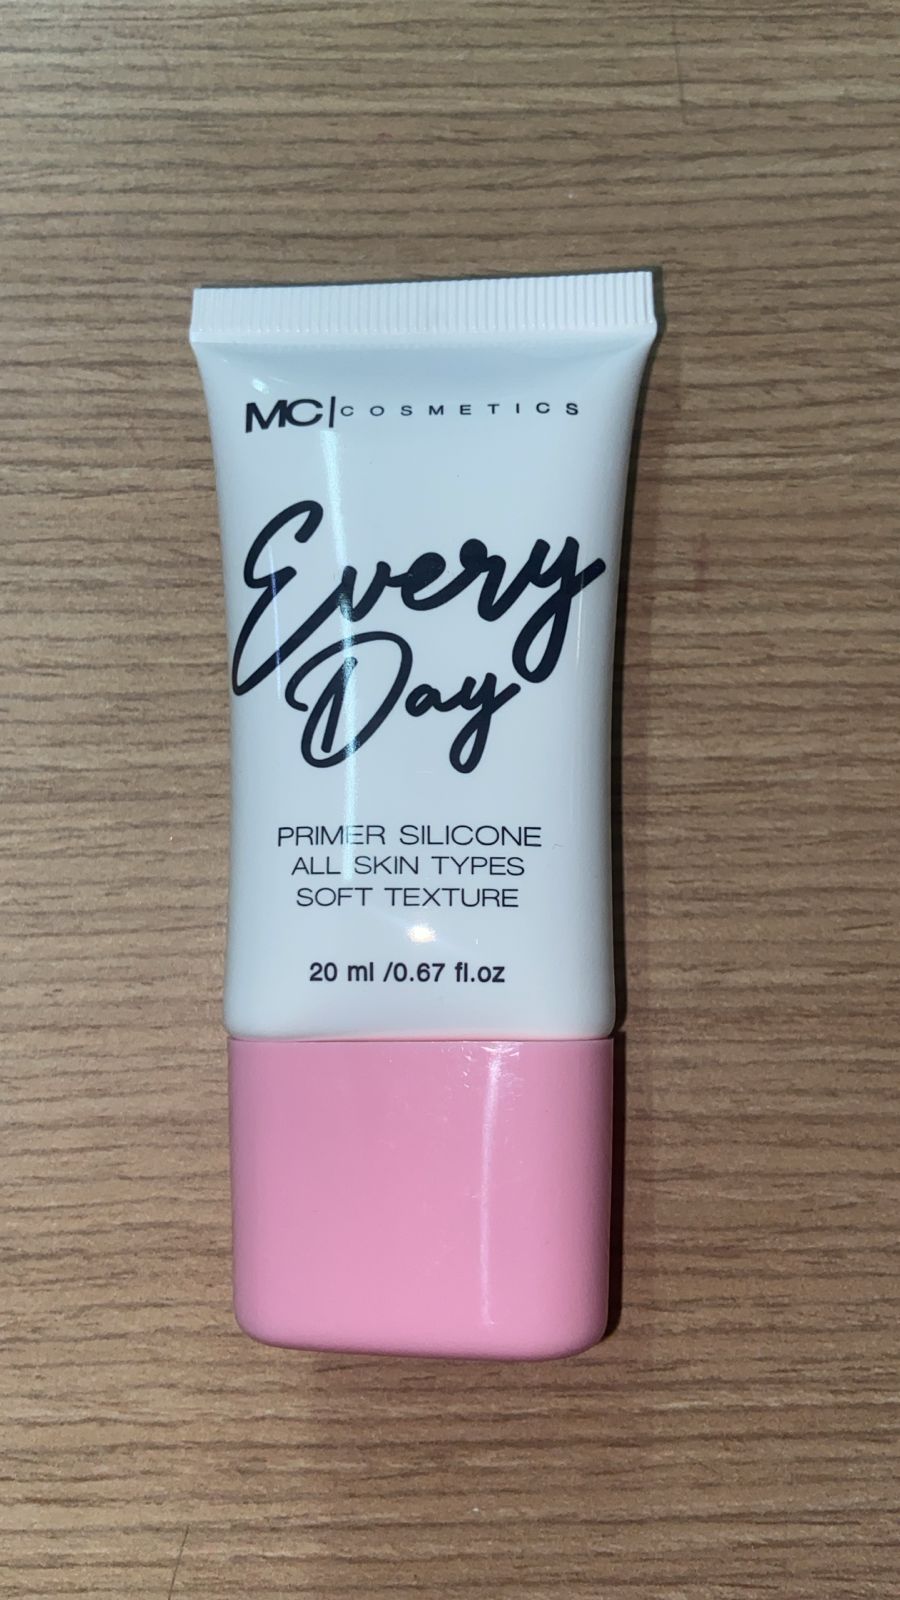 MC|COSMETICS
Every
Day
PRIMER SILICONE
ALL SKIN TYPES
SOFT TEXTURE
20 ml /0.67 fl.oz